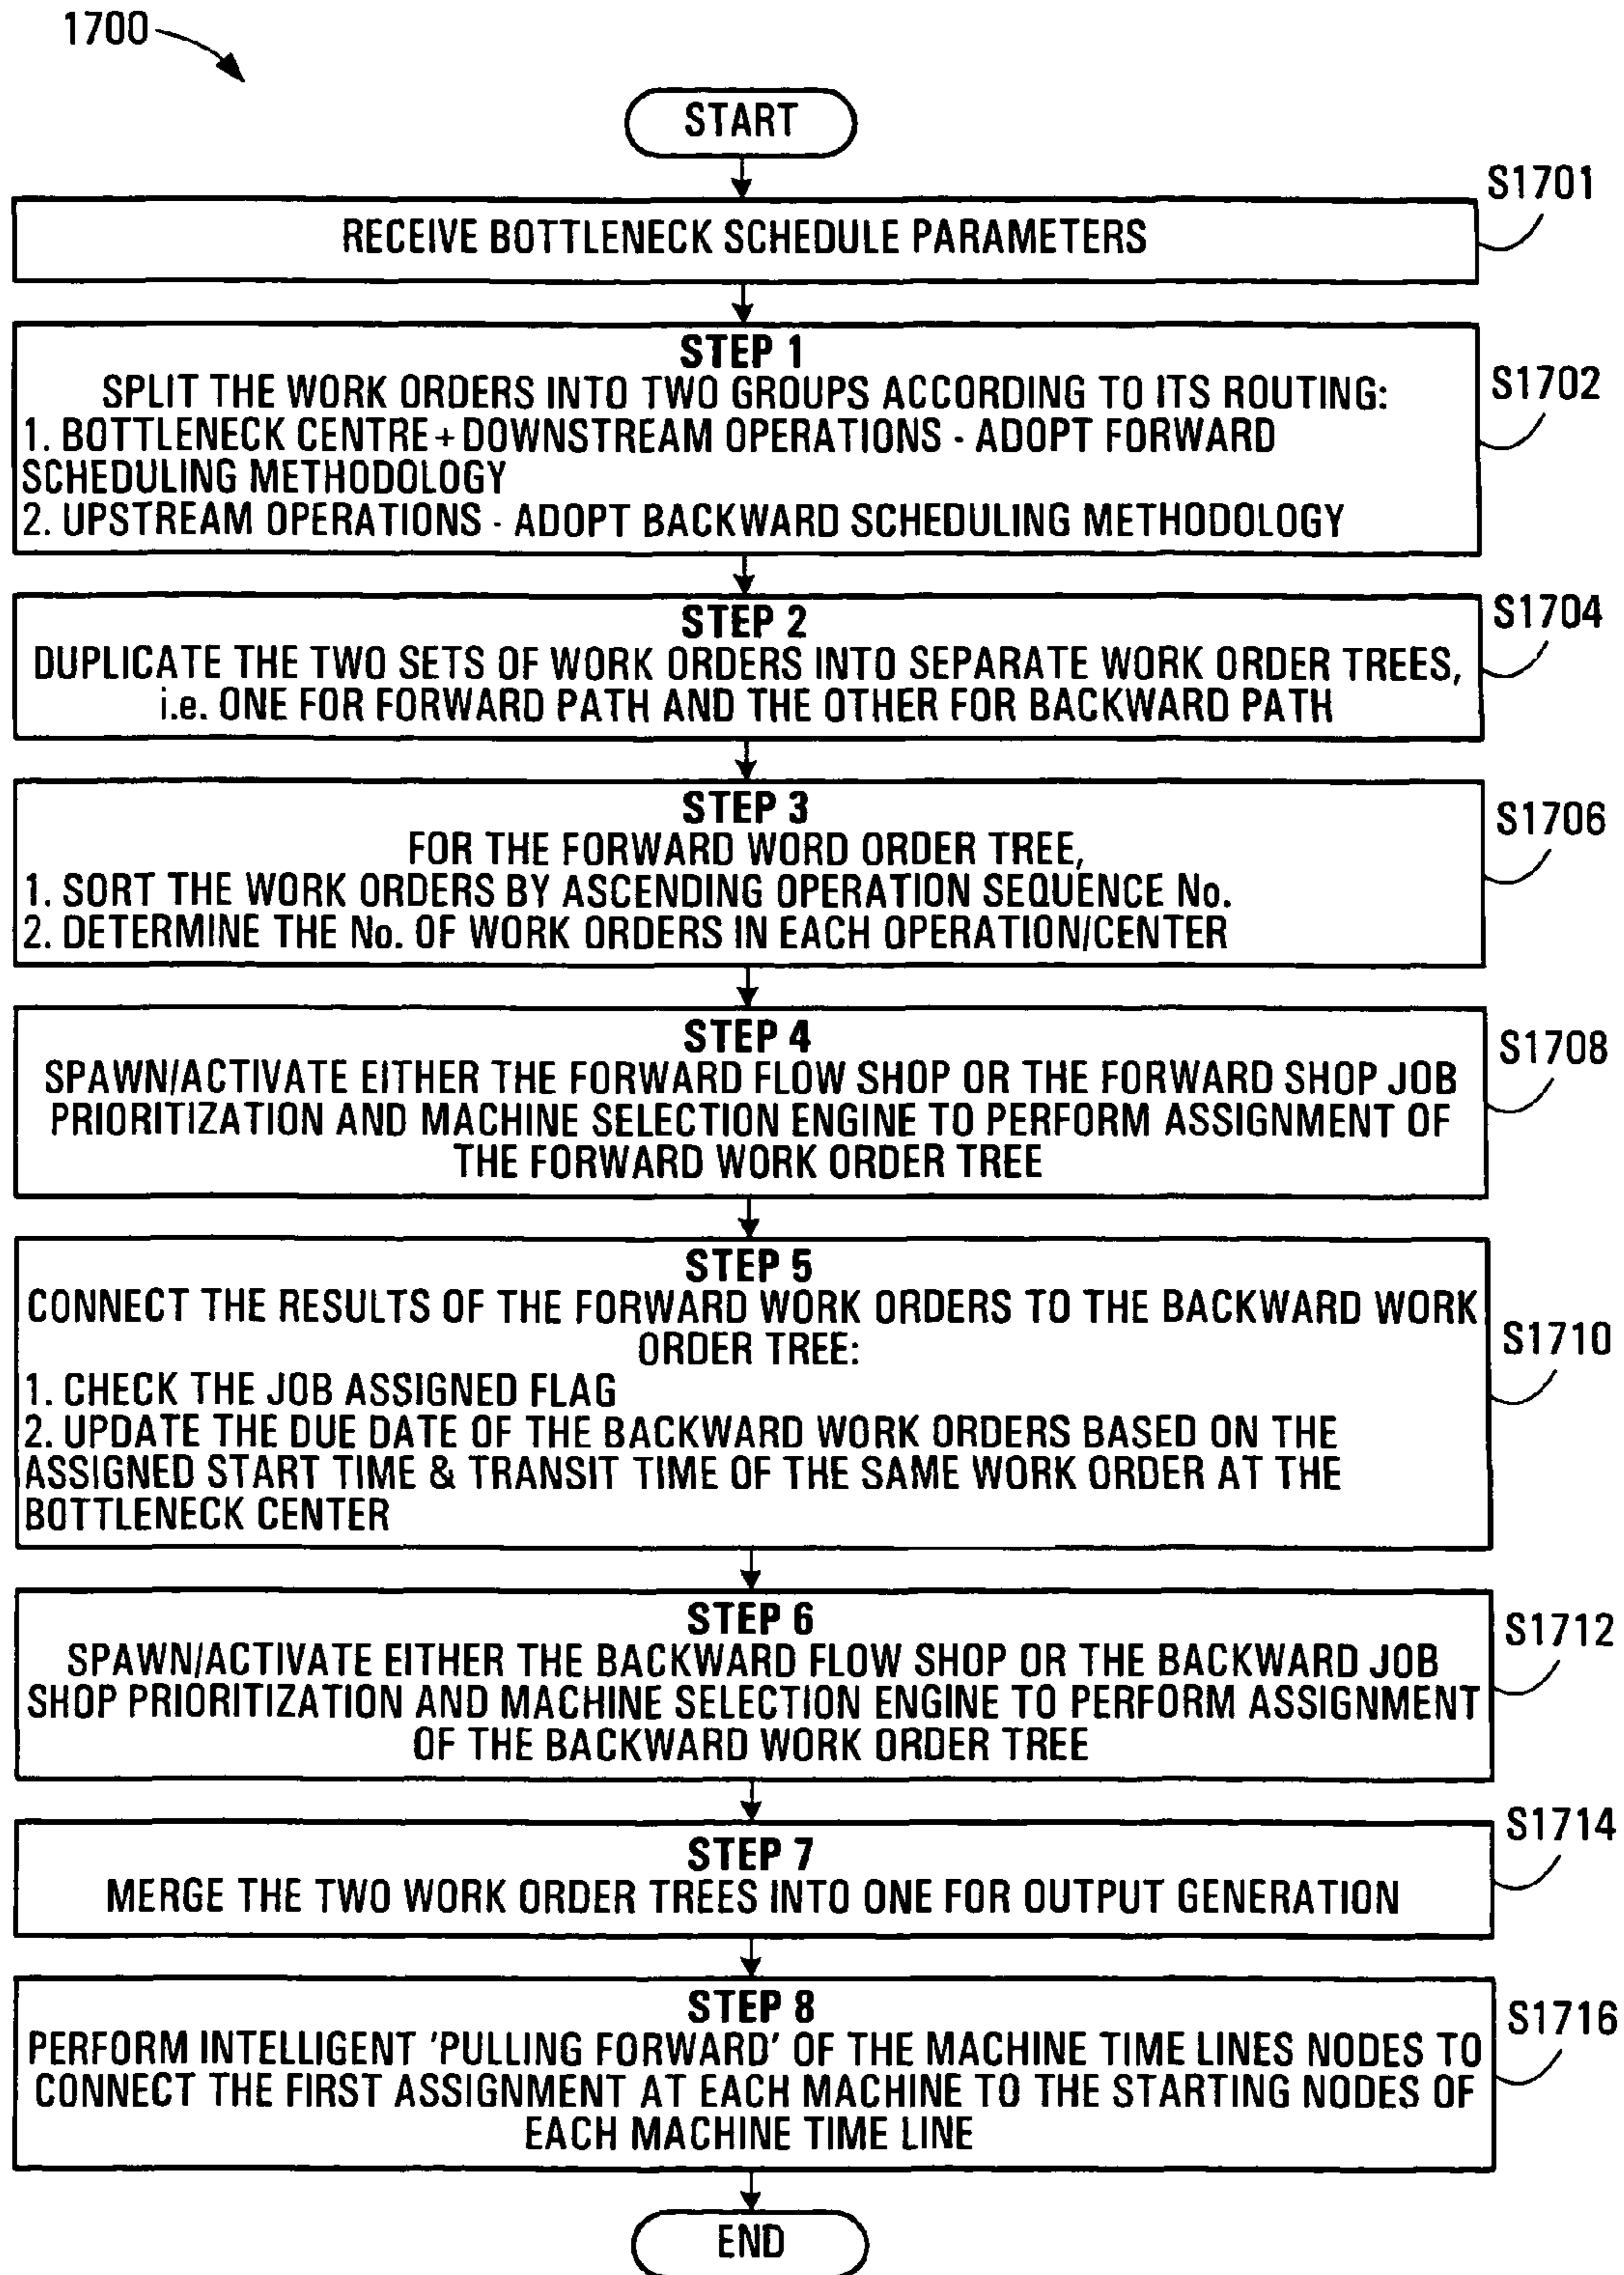 1700
START
S1701
RECEIVE BOTTLENECK SCHEDULE PARAMETERS
STEP 1
SPLIT THE WORK ORDERS INTO TWO GROUPS ACCORDING TO ITS ROUTING:
1. BOTTLENECK CENTRE+DOWNSTREAM OPERATIONS - ADOPT FORWARD
SCHEDULING METHODOLOGY
2. UPSTREAM OPERATIONS - ADOPT BACKWARD SCHEDULING METHODOLOGY
S1702
STEP 2
DUPLICATE THE TWO SETS OF WORK ORDERS INTO SEPARATE WORK ORDER TREES,
i.e. ONE FOR FORWARD PATH AND THE OTHER FOR BACKWARD PATH
S1704
STEP 3
FOR THE FORWARD WORD ORDER TREE,
1. SORT THE WORK ORDERS BY ASCENDING OPERATION SEQUENCE No.
2. DETERMINE THE No. OF WORK ORDERS IN EACH OPERATION/CENTER
S1706
STEP 4
SPAWN/ACTIVATE EITHER THE FORWARD FLOW SHOP OR THE FORWARD SHOP JOB
PRIORITIZATION AND MACHINE SELECTION ENGINE TO PERFORM ASSIGNMENT OF
THE FORWARD WORK ORDER TREE
S1708
STEP 5
CONNECT THE RESULTS OF THE FORWARD WORK ORDERS TO THE BACKWARD WORK
ORDER TREE:
1. CHECK THE JOB ASSIGNED FLAG
2. UPDATE THE DUE DATE OF THE BACKWARD WORK ORDERS BASED ON THE
ASSIGNED START TIME & TRANSIT TIME OF THE SAME WORK ORDER AT THE
BOTTLENECK CENTER
S1710
STEP 6
SPAWN/ACTIVATE EITHER THE BACKWARD FLOW SHOP OR THE BACKWARD JOB
SHOP PRIORITIZATION AND MACHINE SELECTION ENGINE TO PERFORM ASSIGNMENT
OF THE BACKWARD WORK ORDER TREE
S1712
STEP 7
MERGE THE TWO WORK ORDER TREES INTO ONE FOR OUTPUT GENERATION
S1714
STEP 8
PERFORM INTELLIGENT 'PULLING FORWARD' OF THE MACHINE TIME LINES NODES TO
CONNECT THE FIRST ASSIGNMENT AT EACH MACHINE TO THE STARTING NODES OF
EACH MACHINE TIME LINE
S1716
END